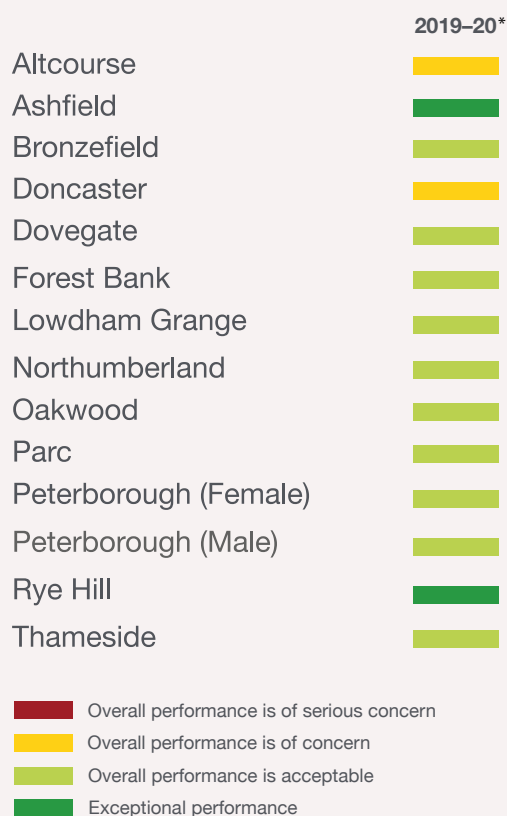 2019–20*
Altcourse
Ashfield
Bronzefield
Doncaster
Dovegate
Forest Bank
Lowdham Grange
Northumberland
Oakwood
Parc
Peterborough (Female)
Peterborough (Male)
Rye Hill
Thameside
Overall performance is of serious concern
Overall performance is of concern
Overall performance is acceptable
Exceptional performance